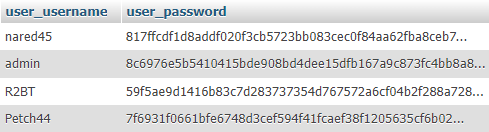 user_username user_password
nared45 817ffcdf1d8addf020f3cb5723bb083cec0f84aa62fba8ceb7...
admin 8c6976e5b5410415bde908bd4dee15dfb167a9c873fc4bb8a8...
R2BT 59f5ae9d1416b83c7d283737354d767572a6cf04b2f288a728...
Petch44 7f6931f0661bfe6748d3cef594f41fcaef38f1205635cf6b02...